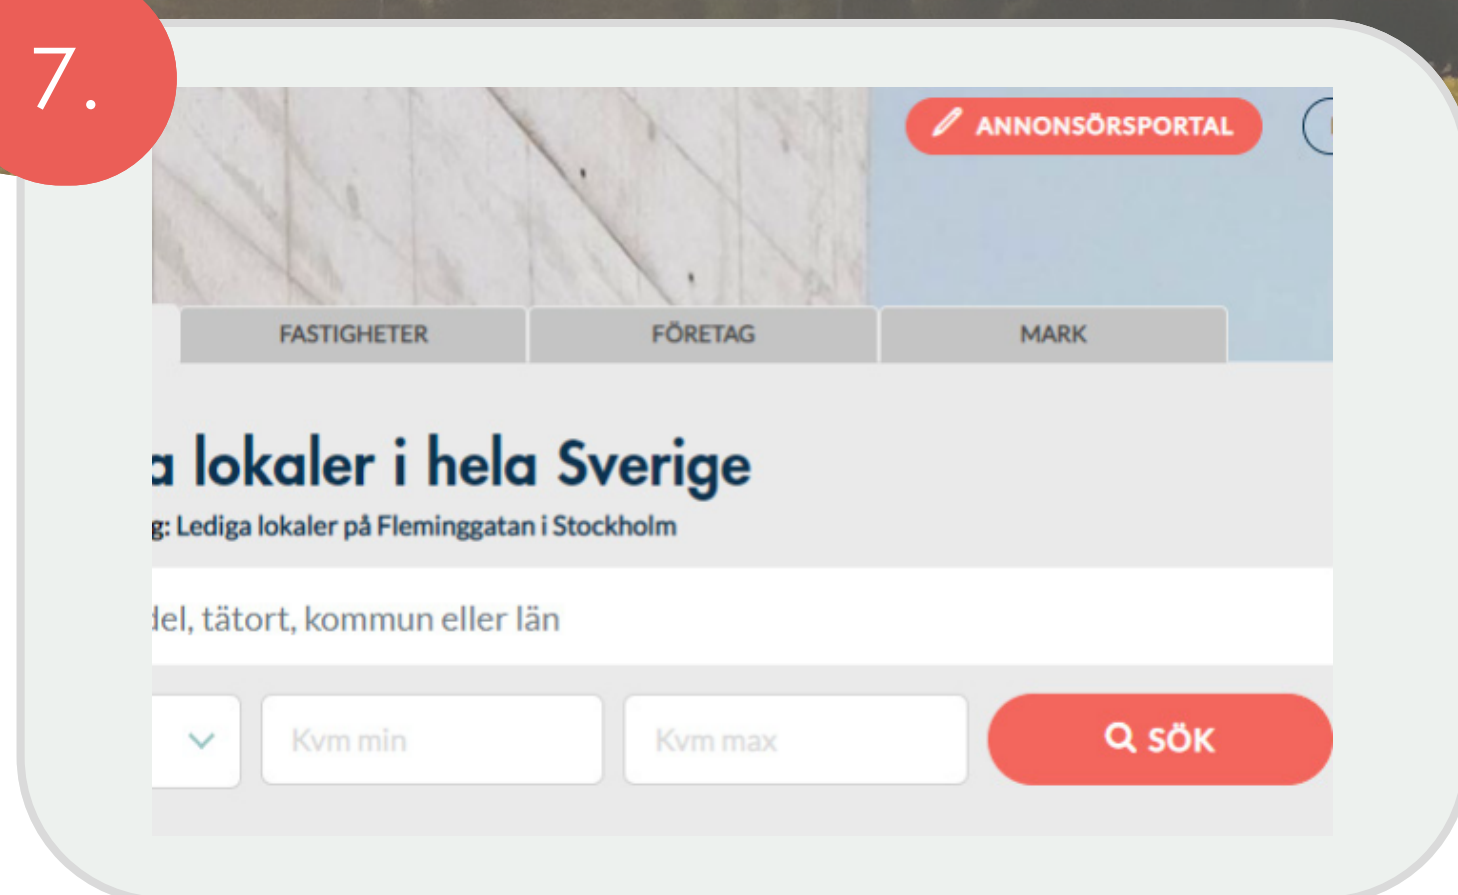 7.
ANNONSÖRSPORTAL
FASTIGHETER FÖRETAG MARK
a lokaler i hela Sverige
g: Lediga lokaler på Fleminggatan i Stockholm
del, tätort, kommun eller län
Kvm min Kvm max SÖK